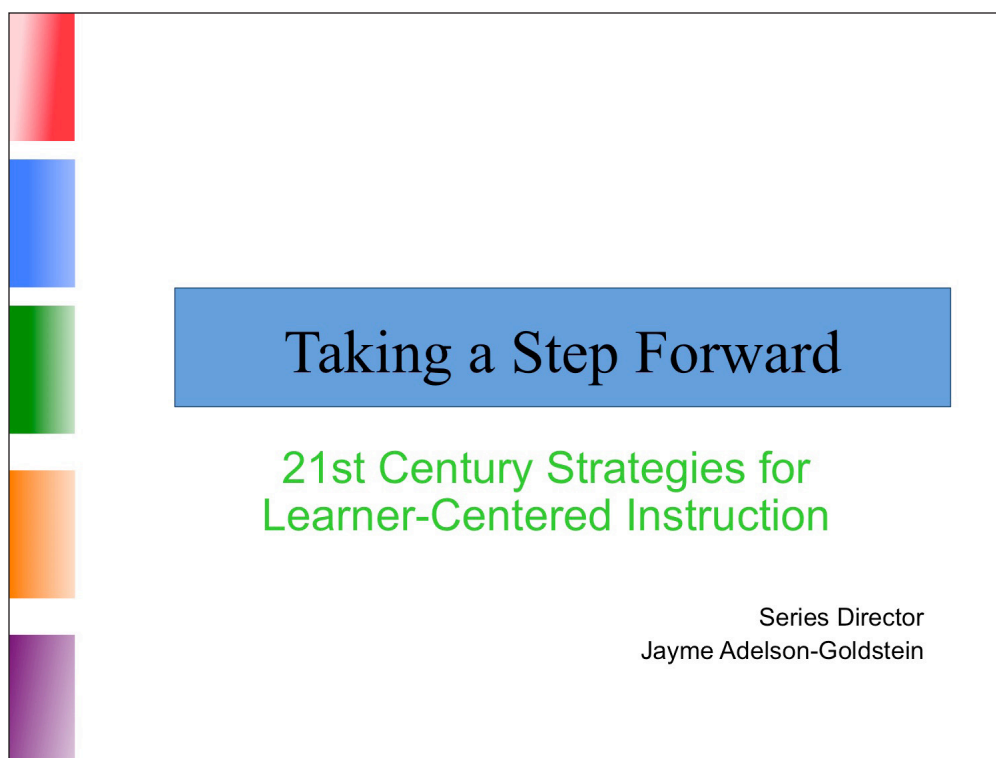 Taking a Step Forward
21st Century Strategies for
Learner-Centered Instruction
Series Director
Jayme Adelson-Goldstein